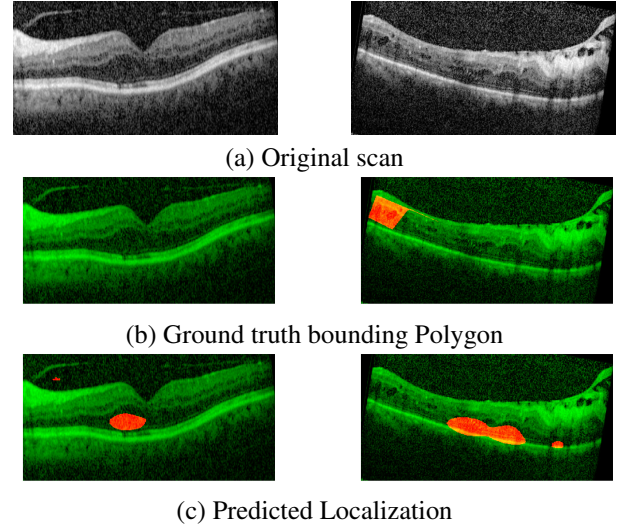 (a) Original scan
(b) Ground truth bounding Polygon
(c) Predicted Localization